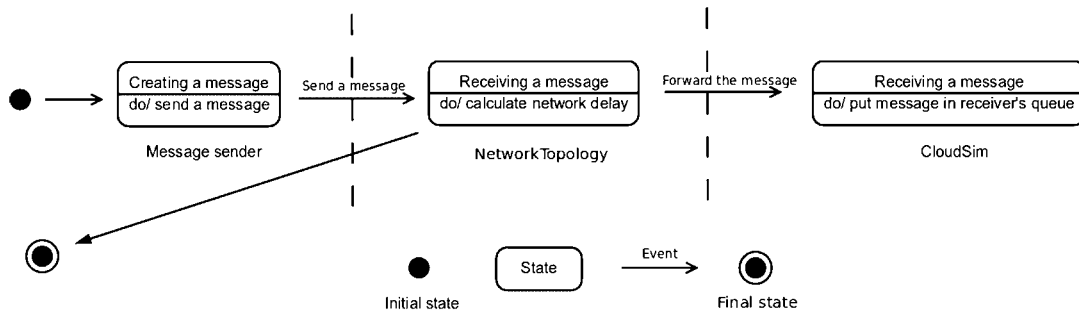 Creating a message
do/ send a message
Message sender
Send a message
Receiving a message
do/ calculate network delay
NetworkTopology
Forward the message
Receiving a message
do/ put message in receiver's queue
CloudSim
Initial state
State
Event
Final state